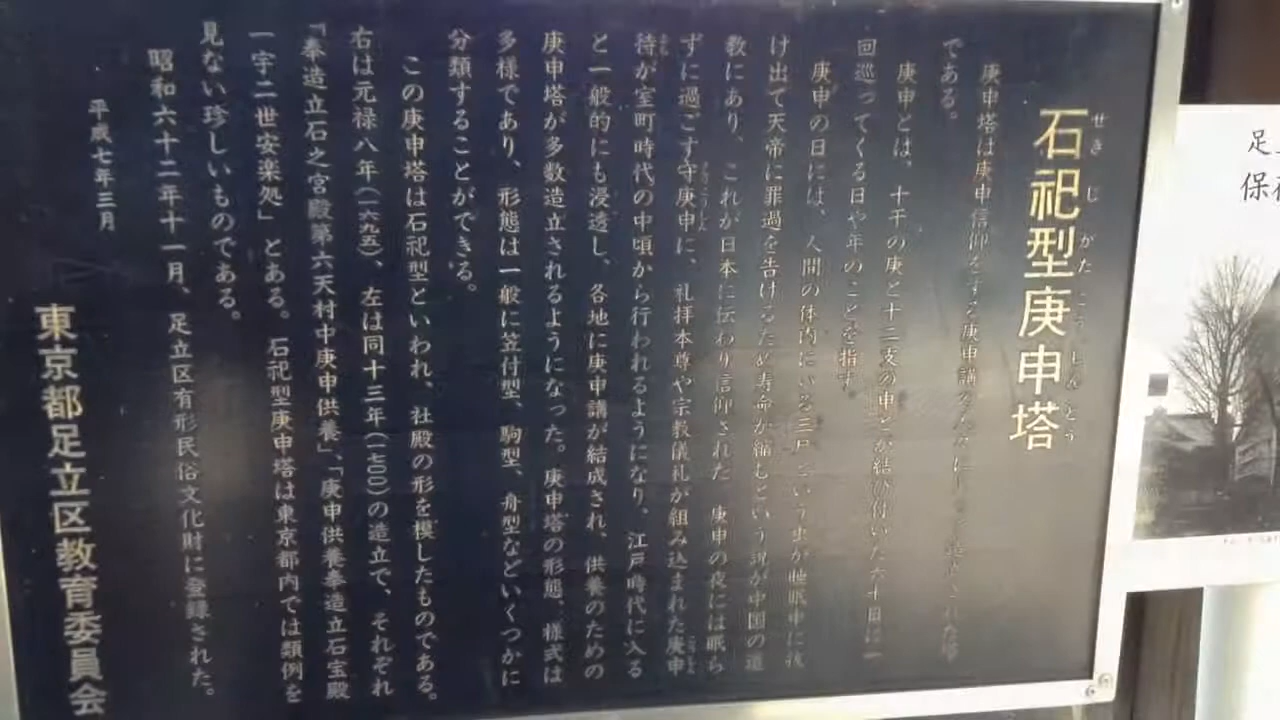 石祀型庚申塔
せきしがたこうしんとう
庚申塔は庚申信仰をする庚申講の人々によって造立された塔
である。
庚申とは、十干の庚と十二支の申とが結び付いた六十日に一
回巡ってくる日や年のことを指す。
庚申の日には、人間の体内にいる三尸という虫が睡眠中に抜
け出て天帝に罪過を告げるため寿命が縮むという説が中国の道
教にあり、これが日本に伝わり信仰された。庚申の夜には眠ら
ずに過ごす守庚申に、礼拝本尊や宗教儀礼が組み込まれた庚申
待が室町時代の中頃から行われるようになり、江戸時代に入る
と一般的にも浸透し、各地に庚申講が結成され、供養のための
庚申塔が多数造立されるようになった。庚申塔の形態、様式は
多様であり、形態は一般に笠付型、駒型、舟型などいくつかに
分類することができる。
この庚申塔は石祀型といわれ、社殿の形を模したものである。
右は元禄八年(一六九五)、左は同十三年(一七〇〇)の造立で、それぞれ
『奉造立石之宮殿第六天村中庚申供養」「庚申供養奉造立石宝殿
一宇二世安楽処」とある。石祀型庚申塔は東京都内では類例を
見ない珍しいものである。
昭和六十二年十一月、足立区有形民俗文化財に登録された。
平成七年三月
東京都足立区教育委員会
足立
保存